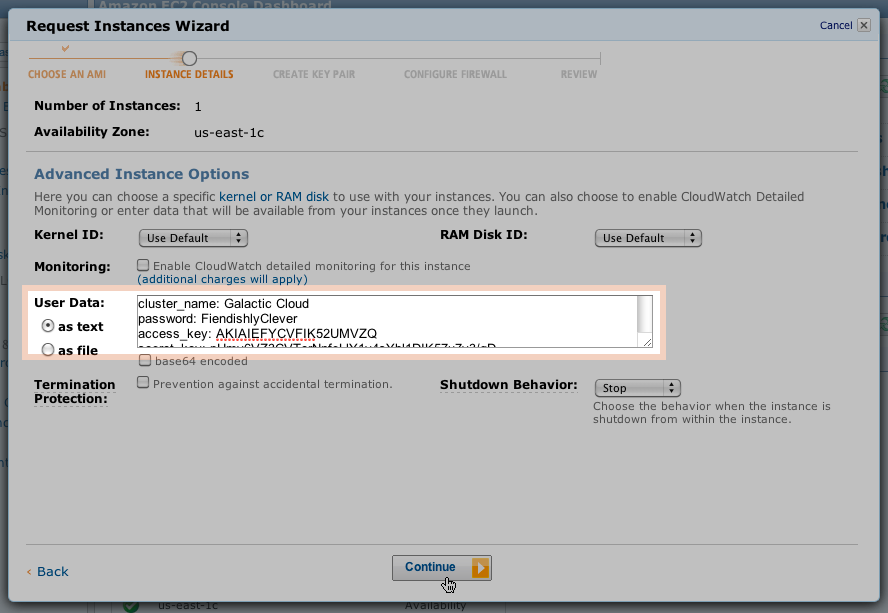 Amazon EC2 Console Dashboard
Request Instances Wizard
Cancel
CHOOSE AN AMI INSTANCE DETAILS CREATE KEY PAIR CONFIGURE FIREWALL REVIEW
Number of Instances: 1
Availability Zone: us-east-1c
Advanced Instance Options
Here you can choose a specific kernel or RAM disk to use with your instances. You can also choose to enable CloudWatch Detailed
Monitoring or enter data that will be available from your instances once they launch.
Kernel ID: Use Default RAM Disk ID: Use Default
Monitoring: Enable CloudWatch detailed monitoring for this instance
(additional charges will apply)
User Data: cluster_name: Galactic Cloud
password: FiendishlyClever
as text
access_key: AKIAIEFYCVFIK52UMVZQ
as file
base64 encoded
Termination Protection: Prevention against accidental termination.
Shutdown Behavior: Stop
Choose the behavior when the instance is
shutdown from within the instance.
‹ Back
Continue
us-east-1c Availability